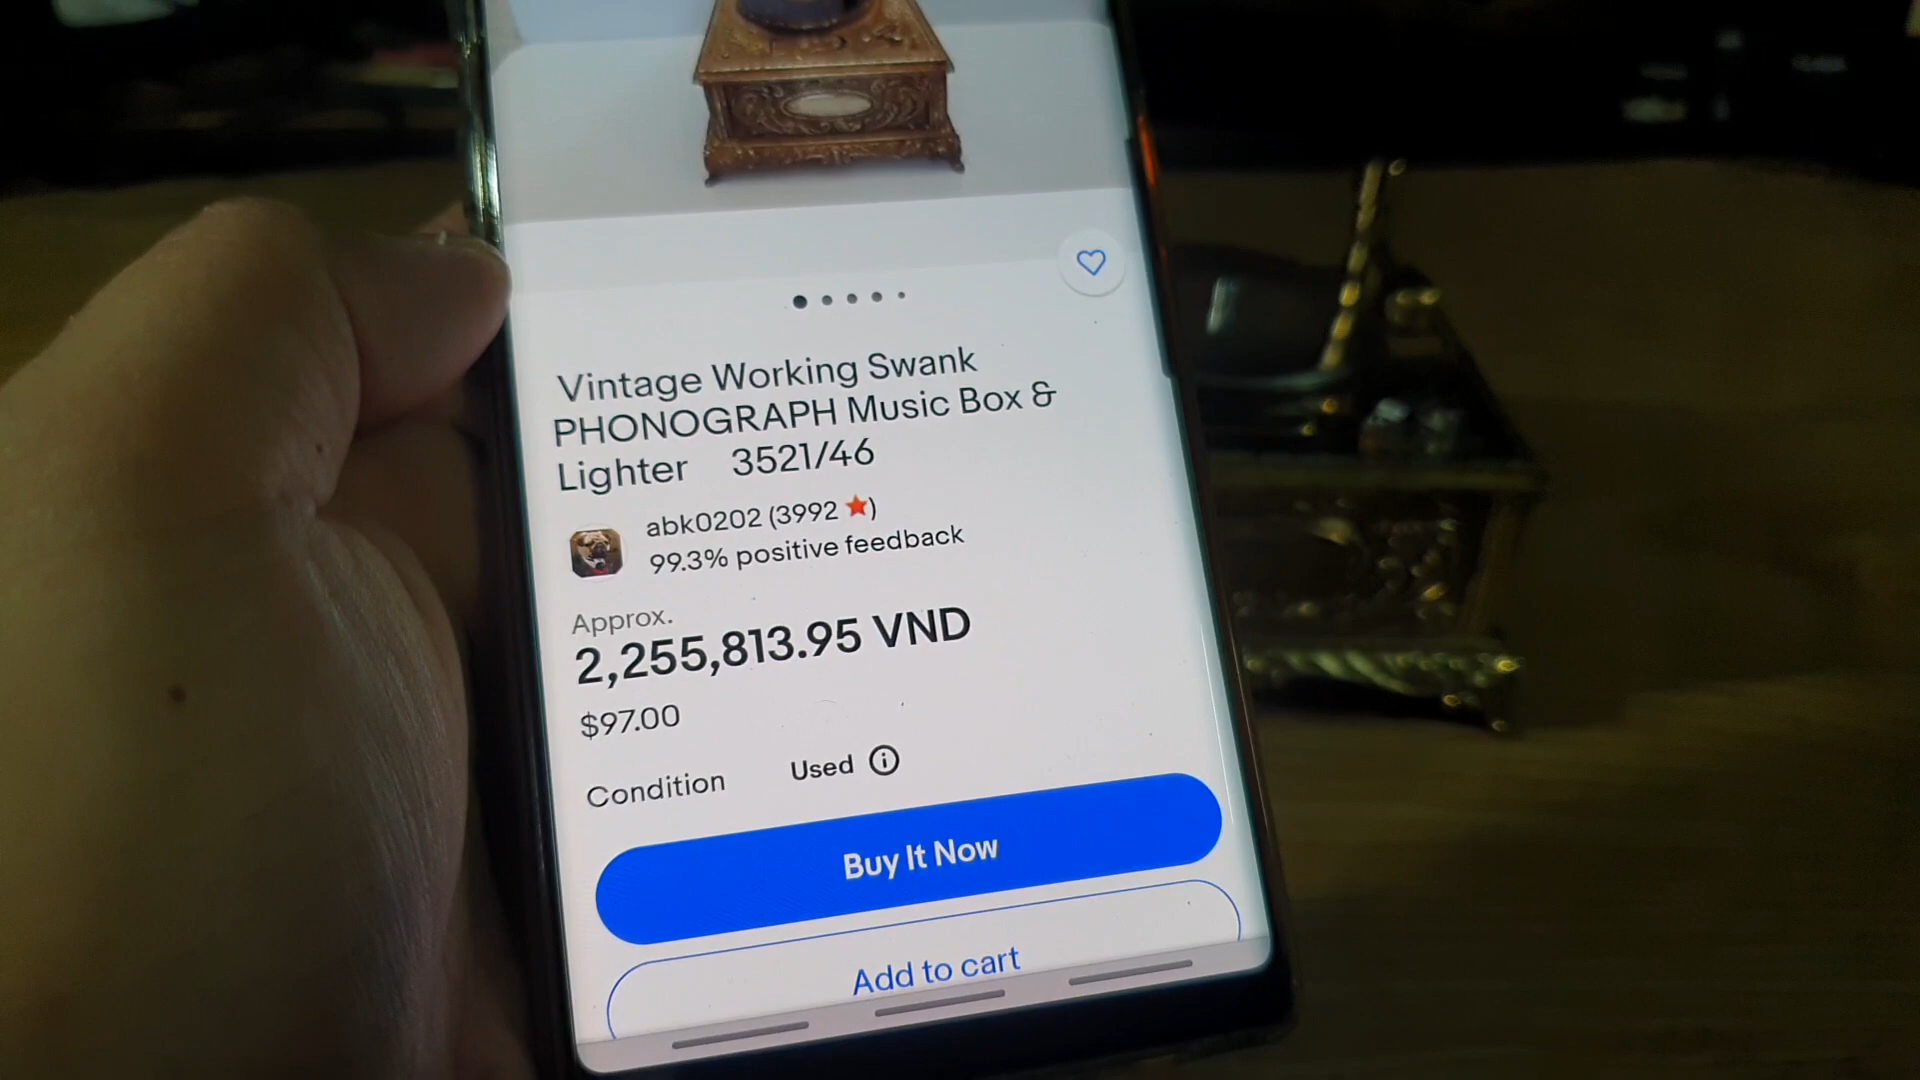 Vintage Working Swank
PHONOGRAPH Music Box &
Lighter 3521/46
abk0202 (3992 ★)
99.3% positive feedback
Approx.
2,255,813.95 VND
$97.00
Condition Used
Buy It Now
Add to cart